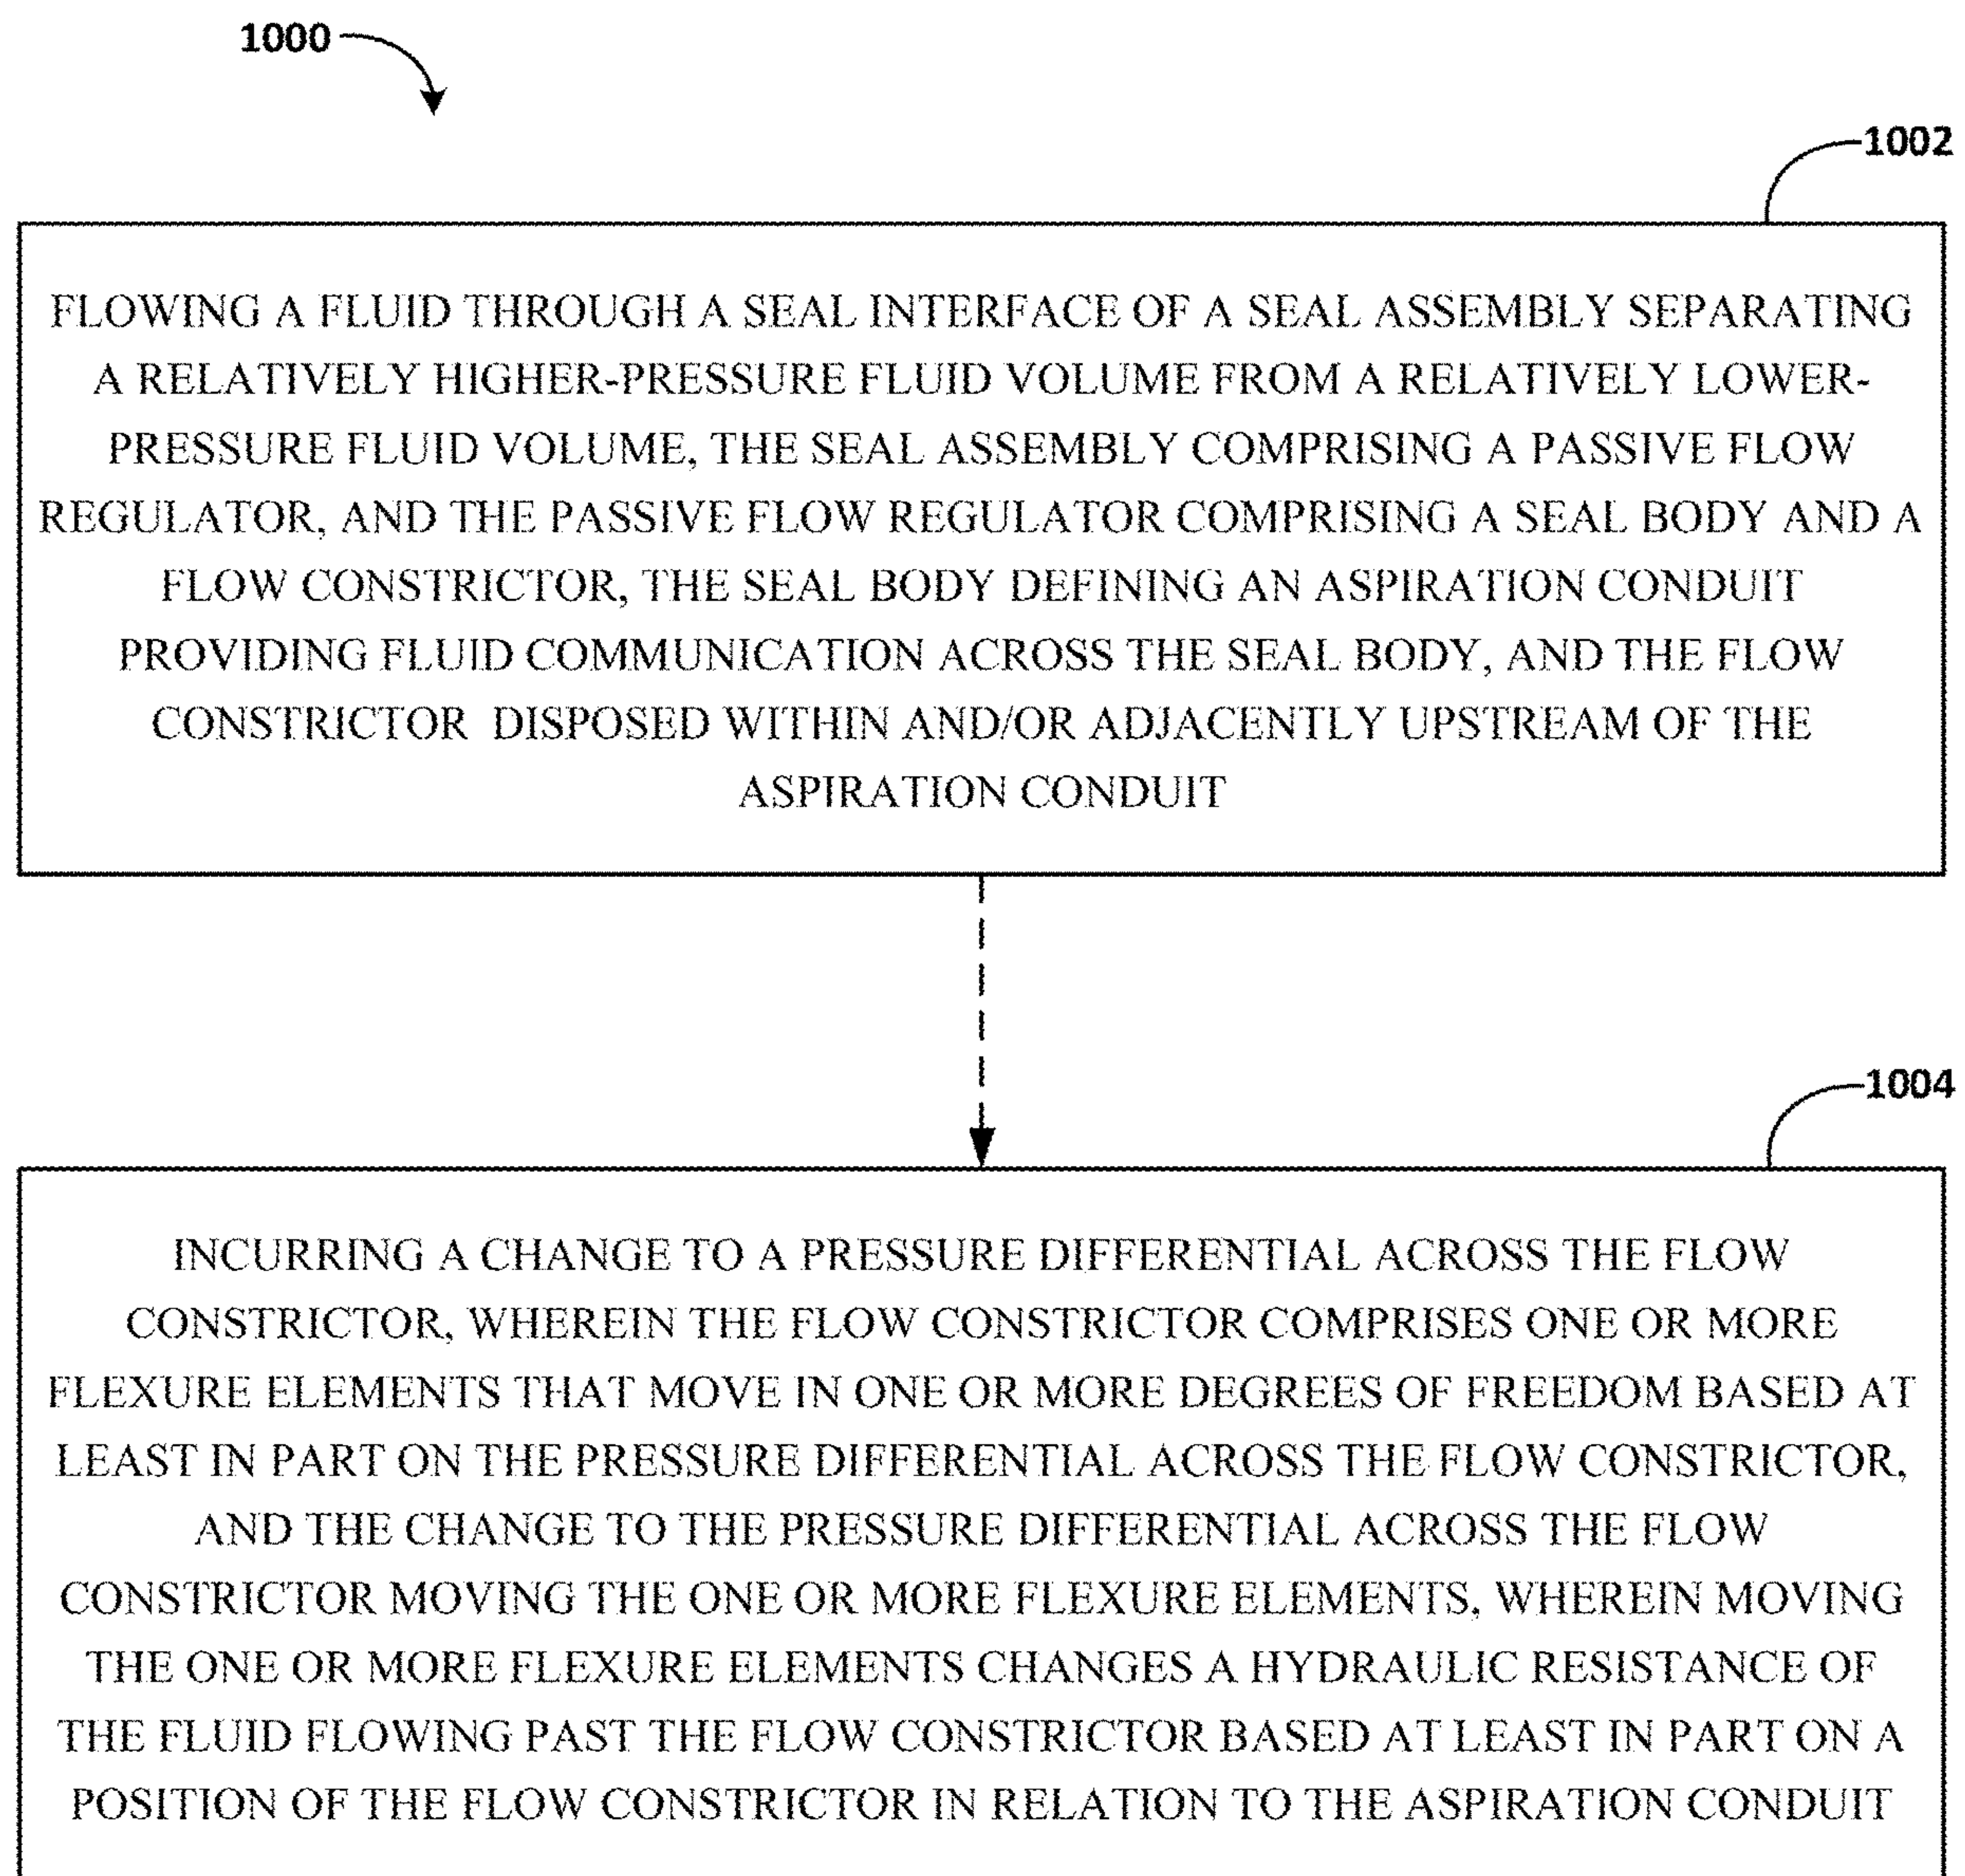 1000
1002
FLOWING A FLUID THROUGH A SEAL INTERFACE OF A SEAL ASSEMBLY SEPARATING
A RELATIVELY HIGHER-PRESSURE FLUID VOLUME FROM A RELATIVELY LOWER-
PRESSURE FLUID VOLUME, THE SEAL ASSEMBLY COMPRISING A PASSIVE FLOW
REGULATOR, AND THE PASSIVE FLOW REGULATOR COMPRISING A SEAL BODY AND A
FLOW CONSTRICTOR, THE SEAL BODY DEFINING AN ASPIRATION CONDUIT
PROVIDING FLUID COMMUNICATION ACROSS THE SEAL BODY, AND THE FLOW
CONSTRICTOR DISPOSED WITHIN AND/OR ADJACENTLY UPSTREAM OF THE
ASPIRATION CONDUIT
1004
INCURRING A CHANGE TO A PRESSURE DIFFERENTIAL ACROSS THE FLOW
CONSTRICTOR, WHEREIN THE FLOW CONSTRICTOR COMPRISES ONE OR MORE
FLEXURE ELEMENTS THAT MOVE IN ONE OR MORE DEGREES OF FREEDOM BASED AT
LEAST IN PART ON THE PRESSURE DIFFERENTIAL ACROSS THE FLOW CONSTRICTOR,
AND THE CHANGE TO THE PRESSURE DIFFERENTIAL ACROSS THE FLOW
CONSTRICTOR MOVING THE ONE OR MORE FLEXURE ELEMENTS, WHEREIN MOVING
THE ONE OR MORE FLEXURE ELEMENTS CHANGES A HYDRAULIC RESISTANCE OF
THE FLUID FLOWING PAST THE FLOW CONSTRICTOR BASED AT LEAST IN PART ON A
POSITION OF THE FLOW CONSTRICTOR IN RELATION TO THE ASPIRATION CONDUIT